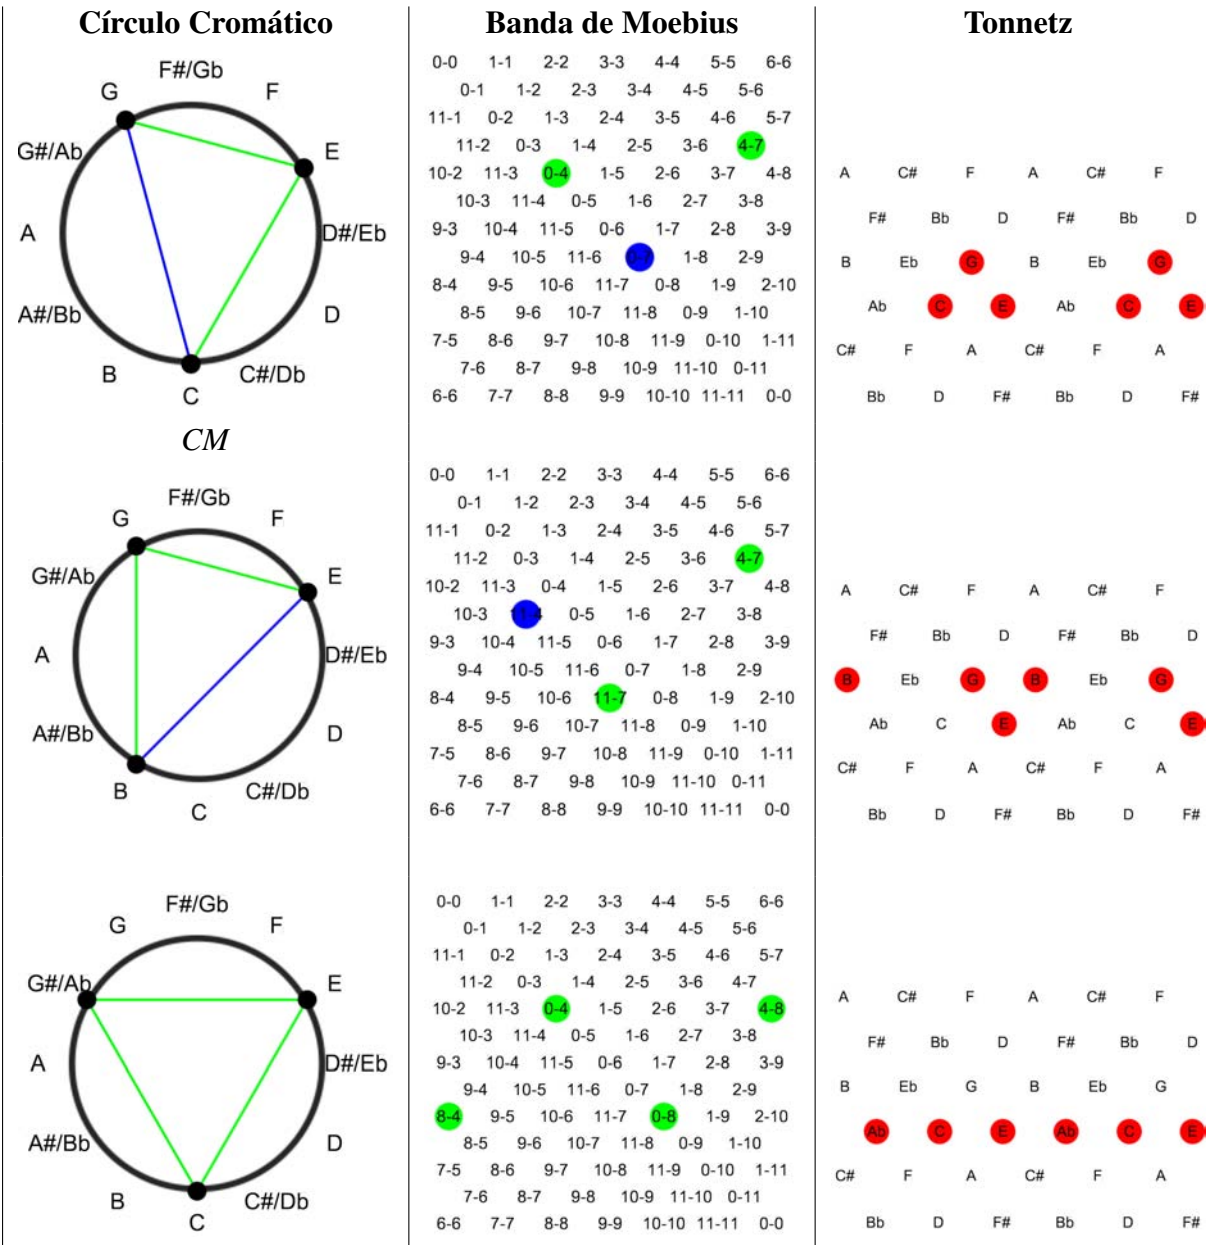 Círculo Cromático
Banda de Moebius
Tonnetz
F#/Gb
G F
G#/Ab E
A D#/Eb
A#/Bb D
B C#/Db
C
CM
0-0 1-1 2-2 3-3 4-4 5-5 6-6
0-1 1-2 2-3 3-4 4-5 5-6
11-1 0-2 1-3 2-4 3-5 4-6 5-7
11-2 0-3 1-4 2-5 3-6 4-7
10-2 11-3 0-4 1-5 2-6 3-7 4-8
10-3 11-4 0-5 1-6 2-7 3-8
9-3 10-4 11-5 0-6 1-7 2-8 3-9
9-4 10-5 11-6 0-7 1-8 2-9
8-4 9-5 10-6 11-7 0-8 1-9 2-10
8-5 9-6 10-7 11-8 0-9 1-10
7-5 8-6 9-7 10-8 11-9 0-10 1-11
7-6 8-7 9-8 10-9 11-10 0-11
6-6 7-7 8-8 9-9 10-10 11-11 0-0
A C# F A C# F
F# Bb D F# Bb D
B Eb G B Eb G
Ab C E Ab C E
C# F A C# F A
Bb D F# Bb D F#
F#/Gb
G F
G#/Ab E
A D#/Eb
A#/Bb D
B C#/Db
C
0-0 1-1 2-2 3-3 4-4 5-5 6-6
0-1 1-2 2-3 3-4 4-5 5-6
11-1 0-2 1-3 2-4 3-5 4-6 5-7
11-2 0-3 1-4 2-5 3-6 4-7
10-2 11-3 0-4 1-5 2-6 3-7 4-8
10-3 11-4 0-5 1-6 2-7 3-8
9-3 10-4 11-5 0-6 1-7 2-8 3-9
9-4 10-5 11-6 0-7 1-8 2-9
8-4 9-5 10-6 11-7 0-8 1-9 2-10
8-5 9-6 10-7 11-8 0-9 1-10
7-5 8-6 9-7 10-8 11-9 0-10 1-11
7-6 8-7 9-8 10-9 11-10 0-11
6-6 7-7 8-8 9-9 10-10 11-11 0-0
A C# F A C# F
F# Bb D F# Bb D
B Eb G B Eb G
Ab C E Ab C E
C# F A C# F A
Bb D F# Bb D F#
F#/Gb
G F
G#/Ab E
A D#/Eb
A#/Bb D
B C#/Db
C
0-0 1-1 2-2 3-3 4-4 5-5 6-6
0-1 1-2 2-3 3-4 4-5 5-6
11-1 0-2 1-3 2-4 3-5 4-6 5-7
11-2 0-3 1-4 2-5 3-6 4-7
10-2 11-3 0-4 1-5 2-6 3-7 4-8
10-3 11-4 0-5 1-6 2-7 3-8
9-3 10-4 11-5 0-6 1-7 2-8 3-9
9-4 10-5 11-6 0-7 1-8 2-9
8-4 9-5 10-6 11-7 0-8 1-9 2-10
8-5 9-6 10-7 11-8 0-9 1-10
7-5 8-6 9-7 10-8 11-9 0-10 1-11
7-6 8-7 9-8 10-9 11-10 0-11
6-6 7-7 8-8 9-9 10-10 11-11 0-0
A C# F A C# F
F# Bb D F# Bb D
B Eb G B Eb G
Ab C E Ab C E
C# F A C# F A
Bb D F# Bb D F#